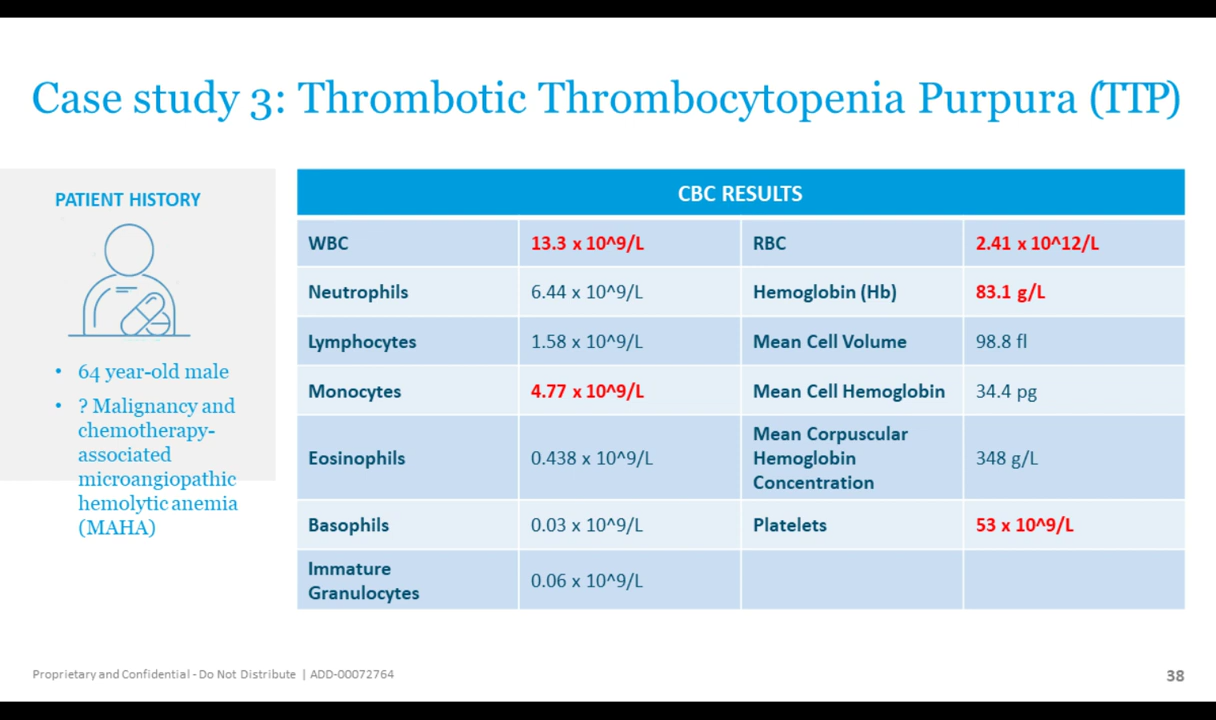 Case study 3: Thrombotic Thrombocytopenia Purpura (TTP)
PATIENT HISTORY
• 64 year-old male
• ? Malignancy and
chemotherapy-
associated
microangiopathic
hemolytic anemia
(MAHA)
CBC RESULTS
WBC 13.3 x 10^9/L RBC 2.41 x 10^12/L
Neutrophils 6.44 x 10^9/L Hemoglobin (Hb) 83.1 g/L
Lymphocytes 1.58 x 10^9/L Mean Cell Volume 98.8 fl
Monocytes 4.77 x 10^9/L Mean Cell Hemoglobin 34.4 pg
Eosinophils 0.438 x 10^9/L Mean Corpuscular
Hemoglobin
Concentration 348 g/L
Basophils 0.03 x 10^9/L Platelets 53 x 10^9/L
Immature
Granulocytes 0.06 x 10^9/L
Proprietary and Confidential - Do Not Distribute | ADD-00072764
38